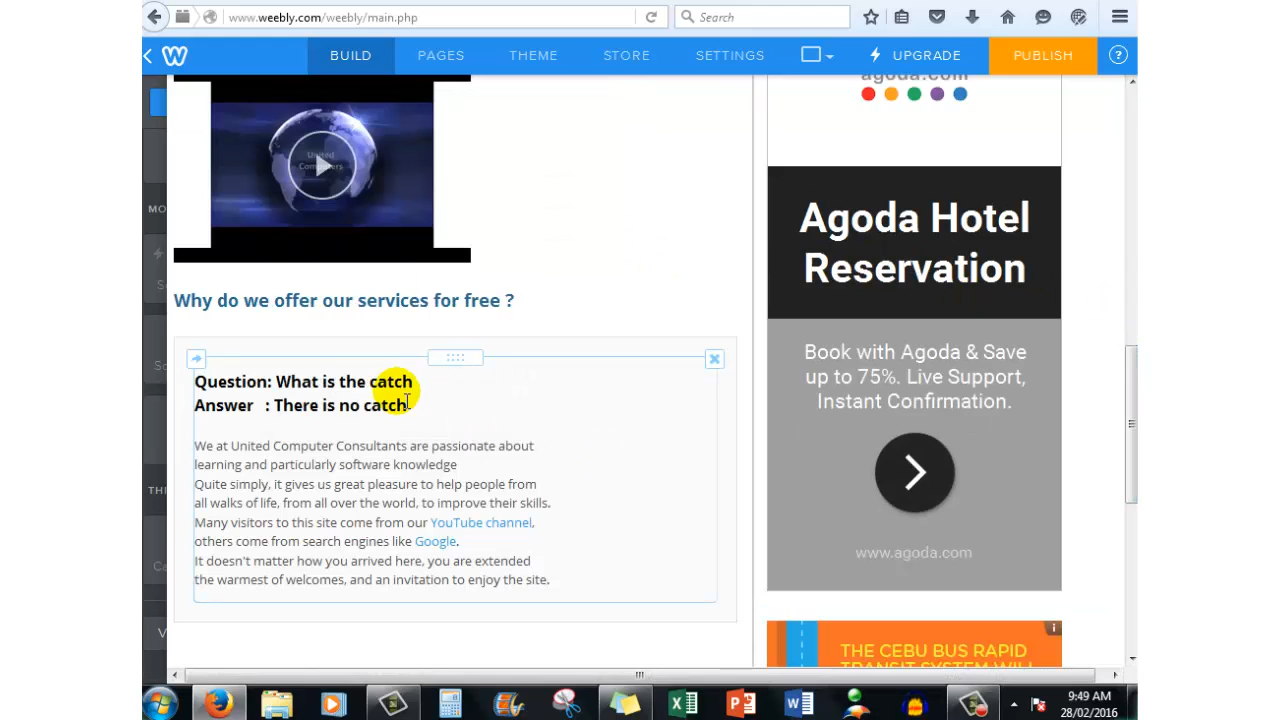 www.weebly.com/weebly/main.php
Search
BUILD
PAGES
THEME
STORE
SETTINGS
UPGRADE
PUBLISH
?
MO
United
Computers
Why do we offer our services for free ?
Question: What is the catch
Answer : There is no catch
We at United Computer Consultants are passionate about
learning and particularly software knowledge
Quite simply, it gives us great pleasure to help people from
all walks of life, from all over the world, to improve their skills.
Many visitors to this site come from our YouTube channel,
others come from search engines like Google.
It doesn't matter how you arrived here, you are extended
the warmest of welcomes, and an invitation to enjoy the site.
agoda.com
Agoda Hotel
Reservation
Book with Agoda & Save
up to 75%. Live Support,
Instant Confirmation.
www.agoda.com
THE CEBU BUS RAPID
TRANSIT SYSTEM WILL
9:49 AM
28/02/2016